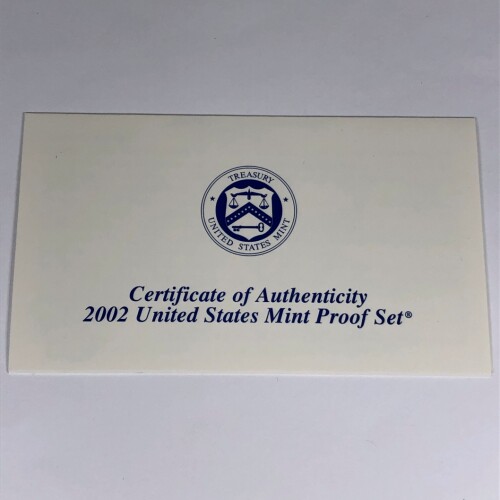 TREASURY
UNITED STATES MINT
Certificate of Authenticity
2002 United States Mint Proof Set®